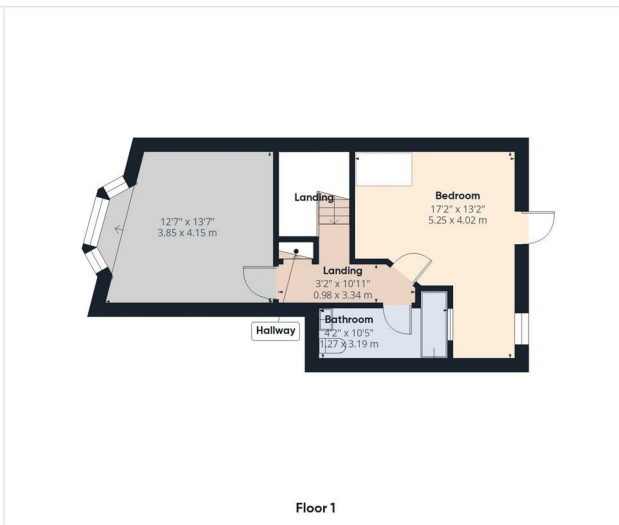 12'7" x 13'7"
3.85 x 4.15 m
Landing
Bedroom
17'2" x 13'2"
5.25 x 4.02 m
Landing
3'2" x 10'11"
0.98 x 3.34 m
Hallway
Bathroom
4'2" x 10'5"
1.27 x 3.19 m
Floor 1